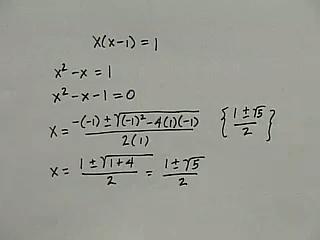 x(x-1) = 1
x² - x = 1
x² - x - 1 = 0
x = (-(-1) ± √((-1)² - 4(1)(-1))) / 2(1)    { (1 ± √5) / 2 }
x = (1 ± √(1+4)) / 2 = (1 ± √5) / 2